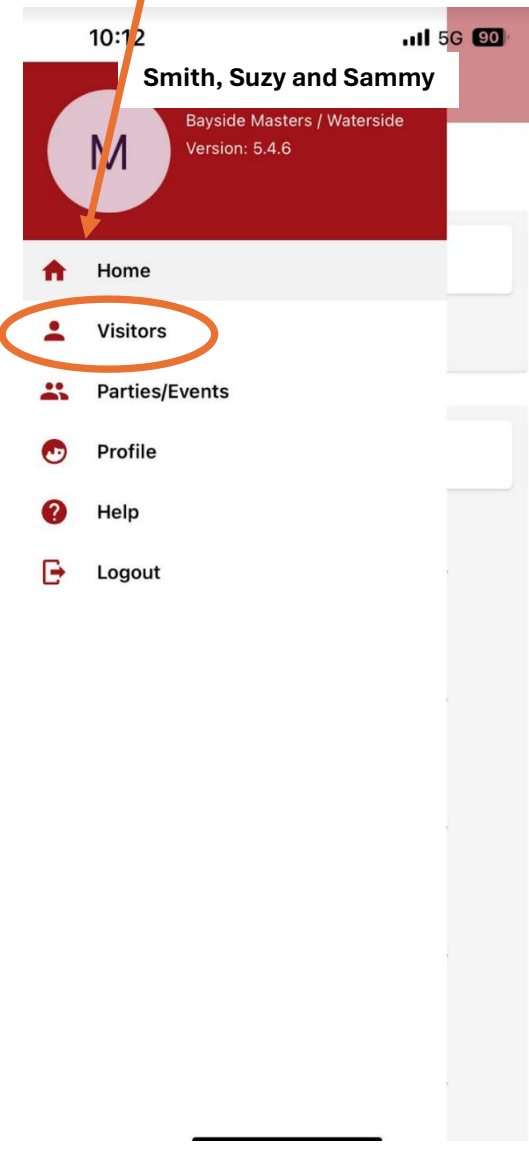 10:12
5G 90
Smith, Suzy and Sammy
Bayside Masters / Waterside
M
Version: 5.4.6
Home
Visitors
Parties/Events
Profile
Help
Logout